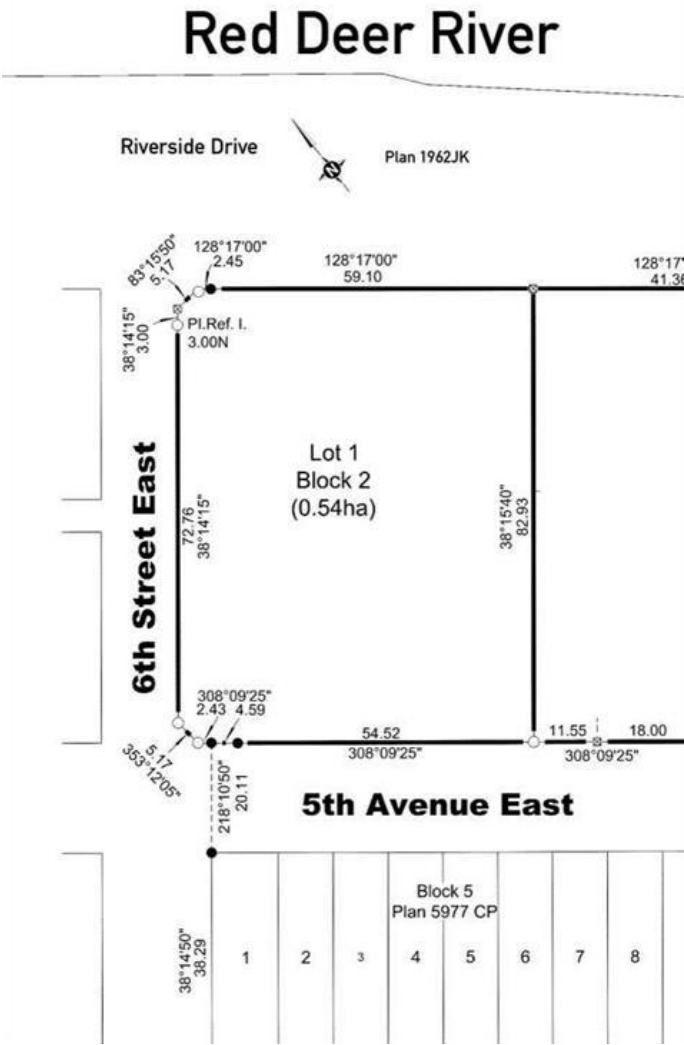 Red Deer River
Riverside Drive
Plan 1962JK
N
83°15'50"
5.17
128°17'00"
2.45
128°17'00"
59.10
128°17'
41.36
38°14'15"
3.00
Pl.Ref. I.
3.00N
Lot 1
Block 2
(0.54ha)
6th Street East
72.76
38°14'15"
38°15'40"
82.93
308°09'25"
2.43
4.59
5.17
353°12'05"
54.52
308°09'25"
11.55
18.00
308°09'25"
218°10'50"
20.11
5th Avenue East
Block 5
Plan 5977 CP
38°14'50"
38.29
1 2 3 4 5 6 7 8